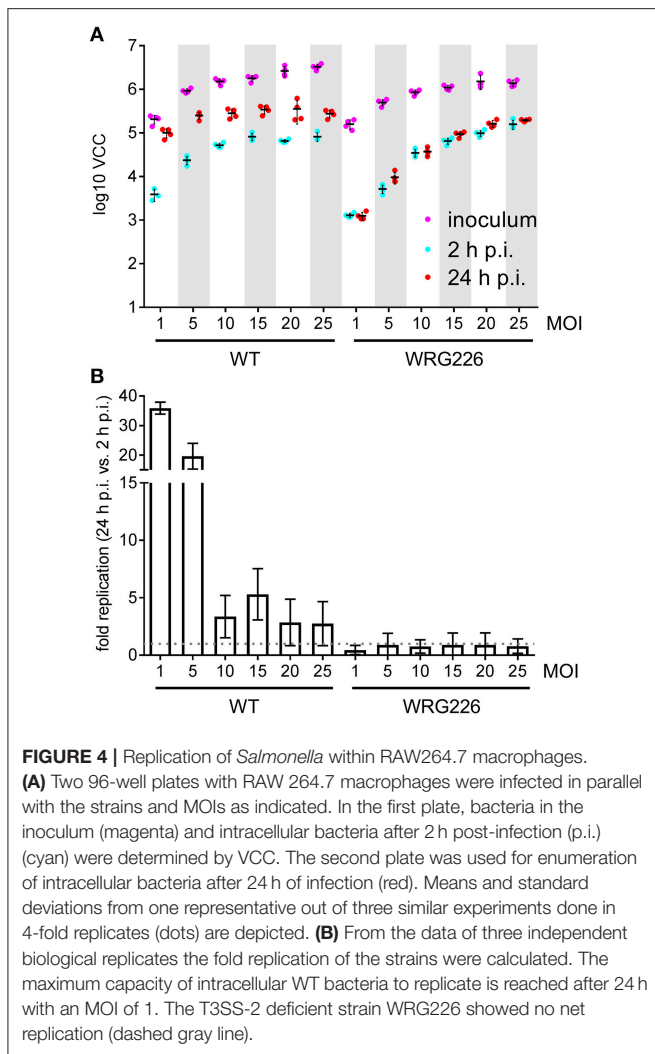 A
log10 VCC
7
6
5
4
3
2
1
inoculum
2 h p.i.
24 h p.i.
1 5 10 15 20 25 1 5 10 15 20 25 MOI
WT WRG226
B
fold replication (24 h p.i. vs. 2 h p.i.)
40
30
20
15
10
5
0
1 5 10 15 20 25 1 5 10 15 20 25 MOI
WT WRG226
FIGURE 4 | Replication of Salmonella within RAW264.7 macrophages.
(A) Two 96-well plates with RAW 264.7 macrophages were infected in parallel
with the strains and MOIs as indicated. In the first plate, bacteria in the
inoculum (magenta) and intracellular bacteria after 2 h post-infection (p.i.)
(cyan) were determined by VCC. The second plate was used for enumeration
of intracellular bacteria after 24 h of infection (red). Means and standard
deviations from one representative out of three similar experiments done in
4-fold replicates (dots) are depicted. (B) From the data of three independent
biological replicates the fold replication of the strains were calculated. The
maximum capacity of intracellular WT bacteria to replicate is reached after 24 h
with an MOI of 1. The T3SS-2 deficient strain WRG226 showed no net
replication (dashed gray line).